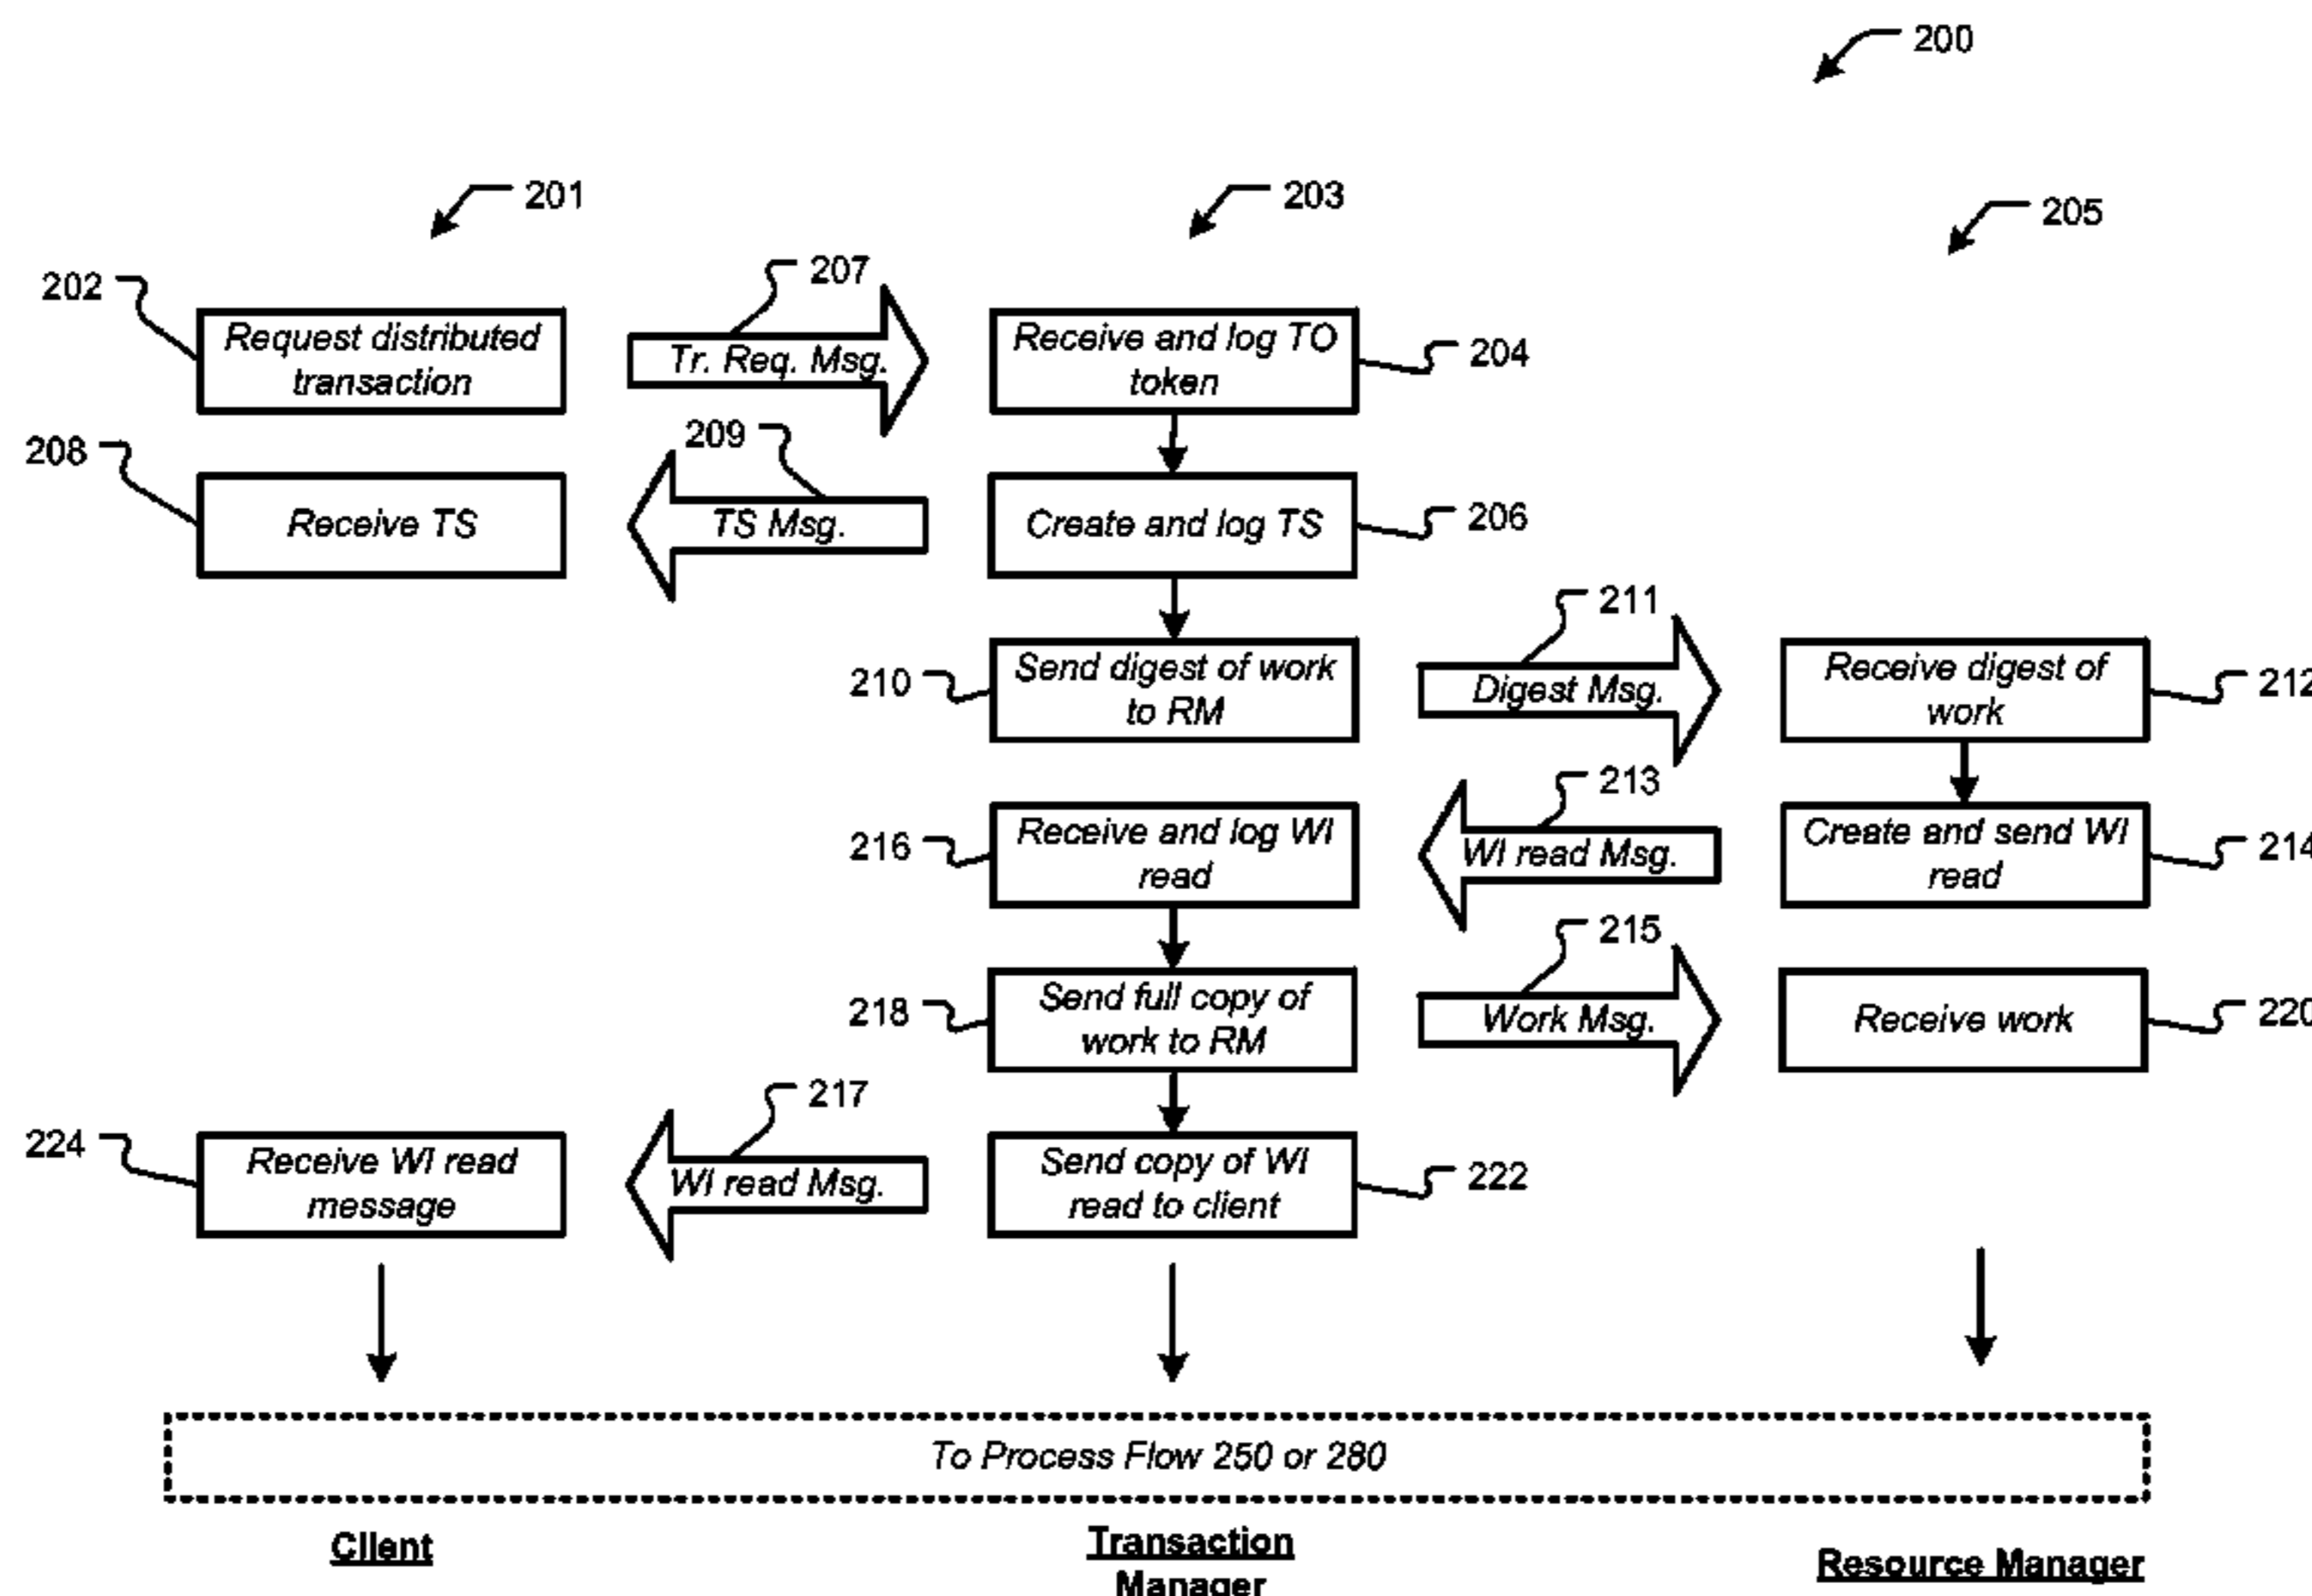 200
201
203
205
202
Request distributed
transaction
207
Tr. Req. Msg.
Receive and log TO
token
204
208
Receive TS
209
TS Msg.
Create and log TS
206
210
Send digest of work
to RM
211
Digest Msg.
Receive digest of
work
212
216
Receive and log WI
read
213
WI read Msg.
Create and send WI
read
214
218
Send full copy of
work to RM
215
Work Msg.
Receive work
220
224
Receive WI read
message
217
WI read Msg.
Send copy of WI
read to client
222
To Process Flow 250 or 280
Client
Transaction
Manager
Resource Manager